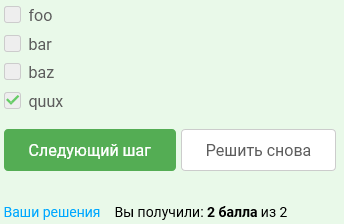 foo
bar
baz
quux
Следующий шаг Решить снова
Ваши решения Вы получили: 2 балла из 2